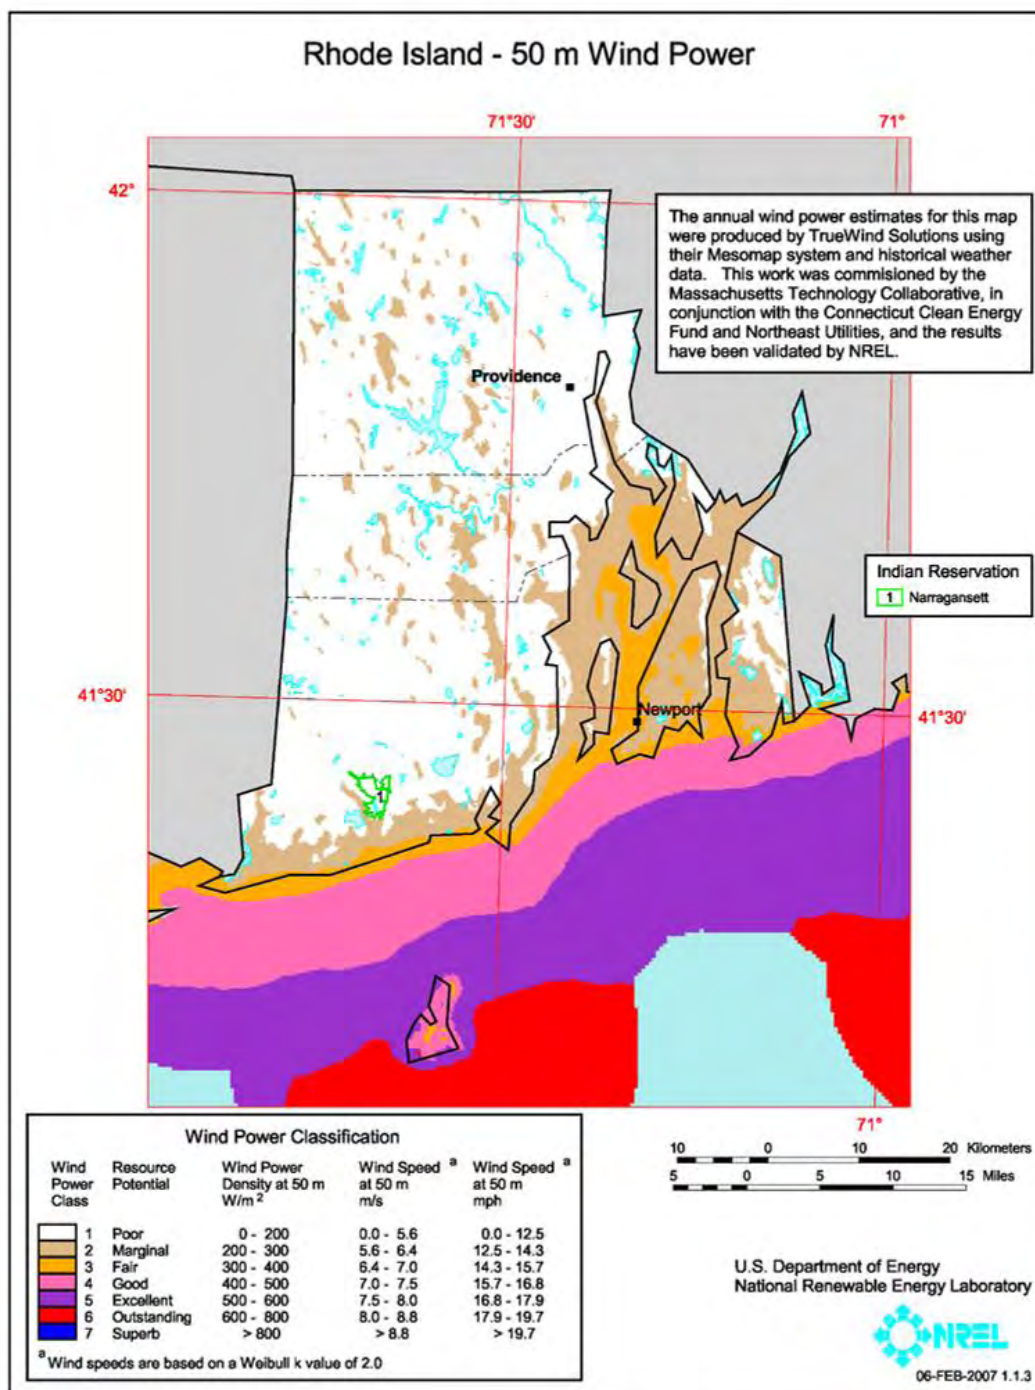 Rhode Island - 50 m Wind Power
71°30'
71°
42°
The annual wind power estimates for this map
were produced by TrueWind Solutions using
their Mesomap system and historical weather
data. This work was commisioned by the
Massachusetts Technology Collaborative, in
conjunction with the Connecticut Clean Energy
Fund and Northeast Utilities, and the results
have been validated by NREL.
Providence
Indian Reservation
1 Narragansett
41°30'
Newport
41°30'
1
71°
Wind Power Classification
Wind Power Class Resource Potential Wind Power Density at 50 m W/m² Wind Speed a at 50 m m/s Wind Speed a at 50 m mph
1 Poor 0 - 200 0.0 - 5.6 0.0 - 12.5
2 Marginal 200 - 300 5.6 - 6.4 12.5 - 14.3
3 Fair 300 - 400 6.4 - 7.0 14.3 - 15.7
4 Good 400 - 500 7.0 - 7.5 15.7 - 16.8
5 Excellent 500 - 600 7.5 - 8.0 16.8 - 17.9
6 Outstanding 600 - 800 8.0 - 8.8 17.9 - 19.7
7 Superb > 800 > 8.8 > 19.7
a Wind speeds are based on a Weibull k value of 2.0
10 0 10 20 Kilometers
5 0 5 10 15 Miles
U.S. Department of Energy
National Renewable Energy Laboratory
NREL
06-FEB-2007 1.1.3